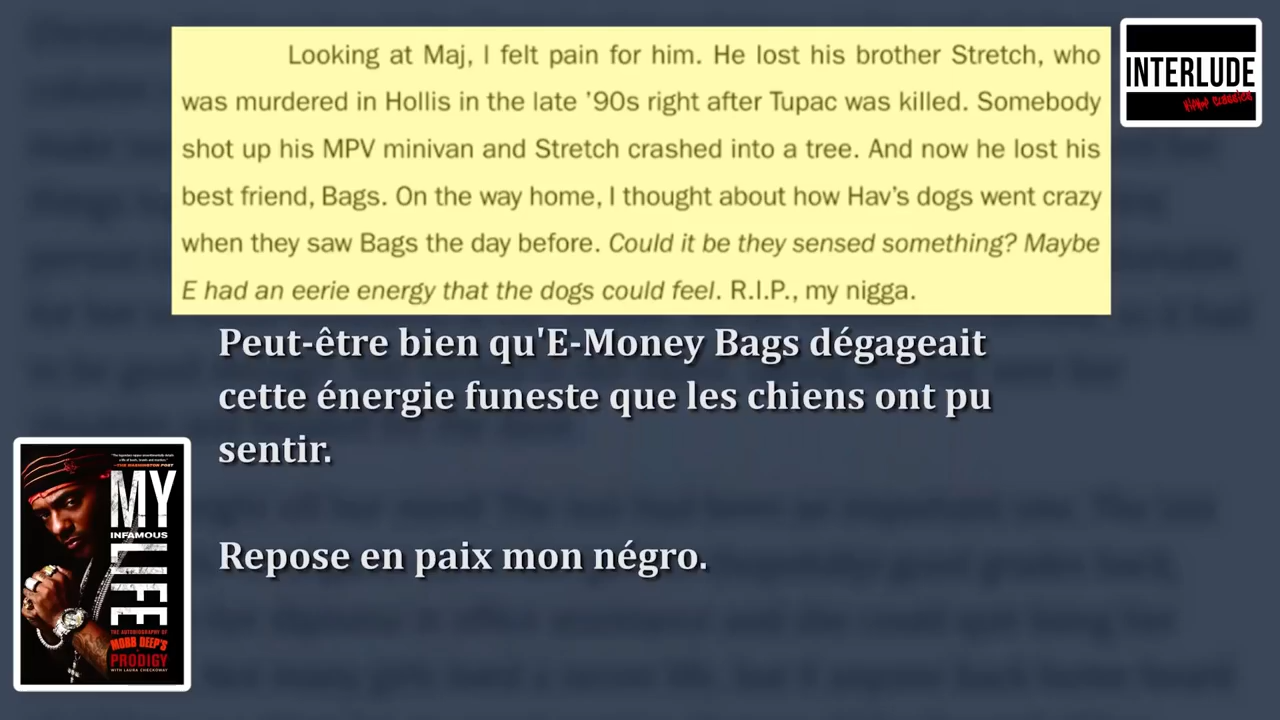 Looking at Maj, I felt pain for him. He lost his brother Stretch, who
was murdered in Hollis in the late ’90s right after Tupac was killed. Somebody
shot up his MPV minivan and Stretch crashed into a tree. And now he lost his
best friend, Bags. On the way home, I thought about how Hav’s dogs went crazy
when they saw Bags the day before. Could it be they sensed something? Maybe
E had an eerie energy that the dogs could feel. R.I.P., my nigga.
INTERLUDE
HIPHOP CLASSICS
Peut-être bien qu'E-Money Bags dégageait
cette énergie funeste que les chiens ont pu
sentir.
Repose en paix mon négro.
MY
INFAMOUS
LIFE
THE AUTOBIOGRAPHY OF
MOBB DEEP'S
PRODIGY
WITH LAURA CHECKOWAY